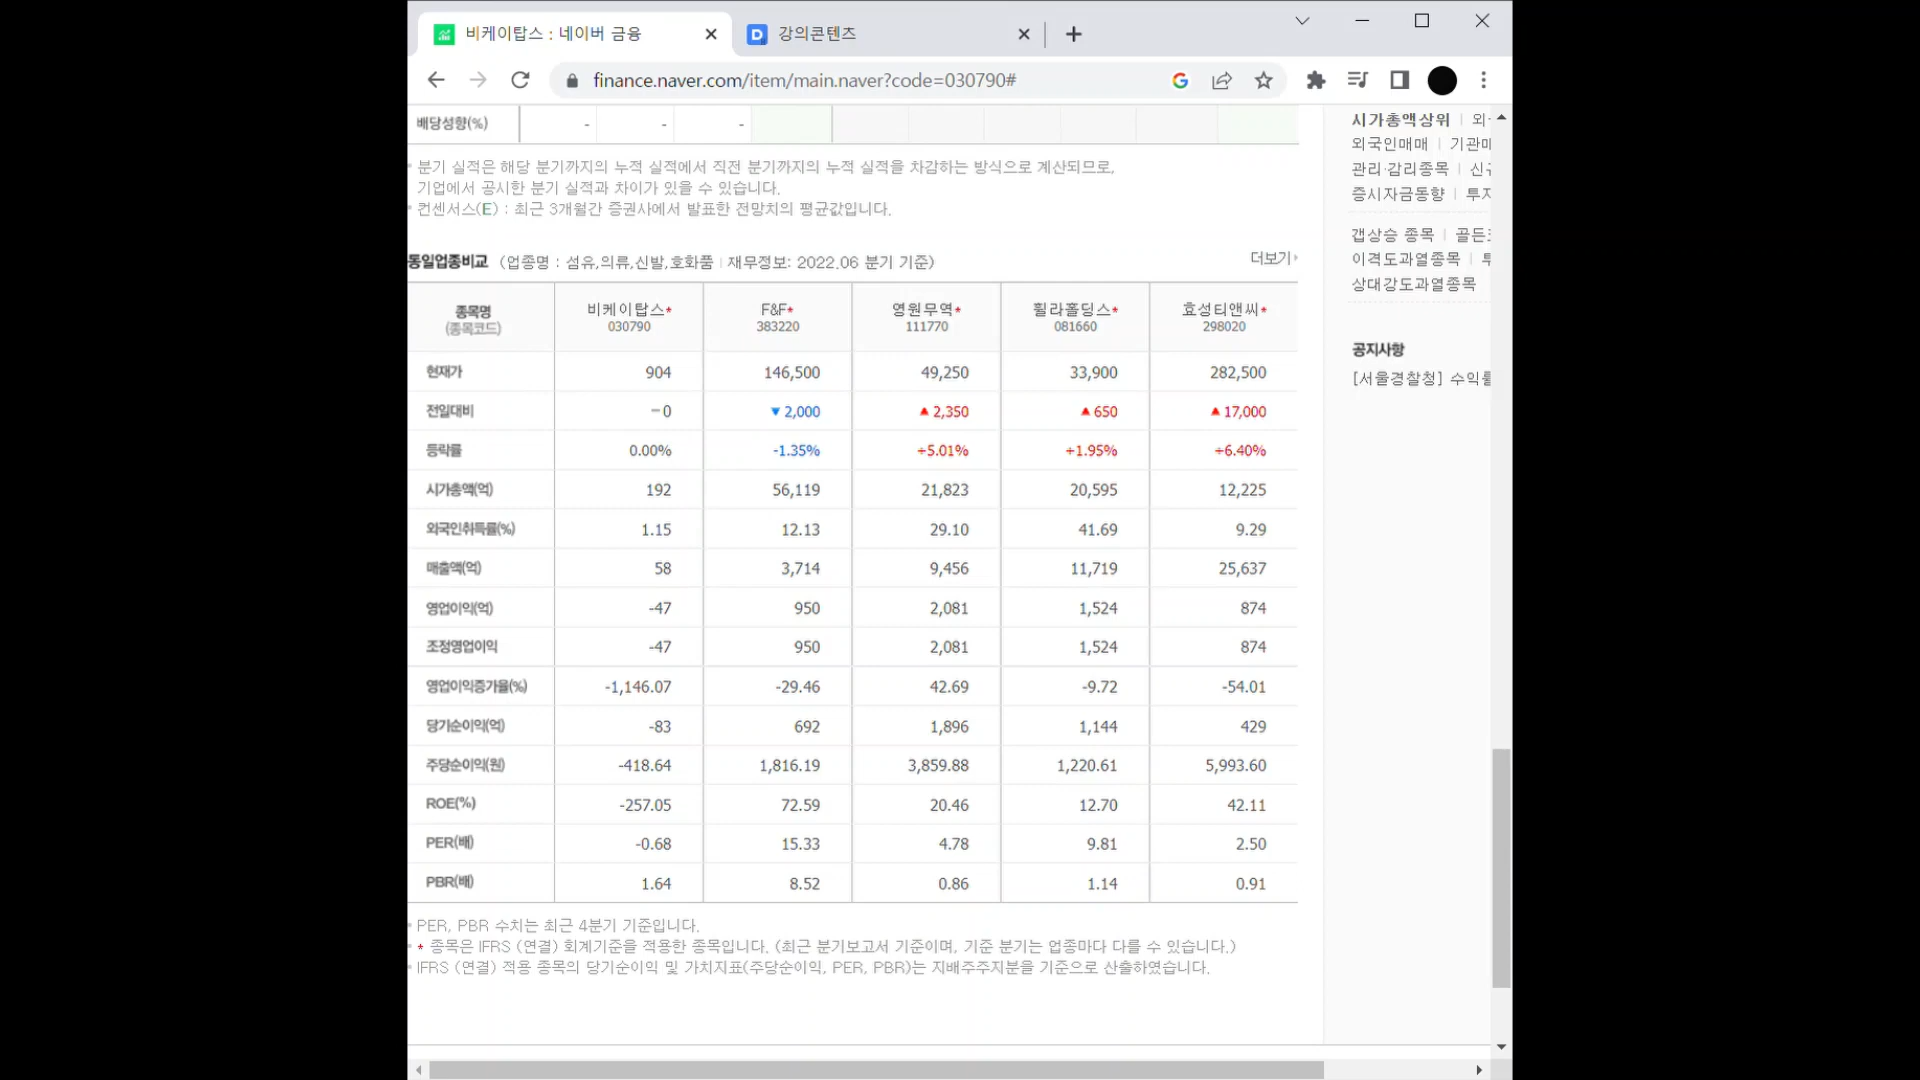 비케이탑스 : 네이버 금융
강의콘텐츠
finance.naver.com/item/main.naver?code=030790#
배당성향(%) - - -
분기 실적은 해당 분기까지의 누적 실적에서 직전 분기까지의 누적 실적을 차감하는 방식으로 계산되므로,
기업에서 공시한 분기 실적과 차이가 있을 수 있습니다.
컨센서스(E) : 최근 3개월간 증권사에서 발표한 전망치의 평균값입니다.
동일업종비교 (업종명 : 섬유,의류,신발,호화품 | 재무정보: 2022.06 분기 기준)
더보기
종목명 비케이탑스* F&F* 영원무역* 휠라홀딩스* 효성티앤씨*
(종목코드) 030790 383220 111770 081660 298020
현재가 904 146,500 49,250 33,900 282,500
전일대비 0 ▼ 2,000 ▲ 2,350 ▲ 650 ▲ 17,000
등락률 0.00% -1.35% +5.01% +1.95% +6.40%
시가총액(억) 192 56,119 21,823 20,595 12,225
외국인취득률(%) 1.15 12.13 29.10 41.69 9.29
매출액(억) 58 3,714 9,456 11,719 25,637
영업이익(억) -47 950 2,081 1,524 874
조정영업이익 -47 950 2,081 1,524 874
영업이익증가율(%) -1,146.07 -29.46 42.69 -9.72 -54.01
당기순이익(억) -83 692 1,896 1,144 429
주당순이익(원) -418.64 1,816.19 3,859.88 1,220.61 5,993.60
ROE(%) -257.05 72.59 20.46 12.70 42.11
PER(배) -0.68 15.33 4.78 9.81 2.50
PBR(배) 1.64 8.52 0.86 1.14 0.91
PER, PBR 수치는 최근 4분기 기준입니다.
* 종목은 IFRS (연결) 회계기준을 적용한 종목입니다. (최근 분기보고서 기준이며, 기준 분기는 업종마다 다를 수 있습니다.)
IFRS (연결) 적용 종목의 당기순이익 및 가치지표(주당순이익, PER, PBR)는 지배주주지분을 기준으로 산출하였습니다.
시가총액상위 | 외
외국인매매 | 기관
관리·감리종목 | 신
증시자금동향 | 투
갭상승 종목 | 골든
이격도과열종목 | 투
상대강도과열종목
공지사항
[서울경찰청] 수익